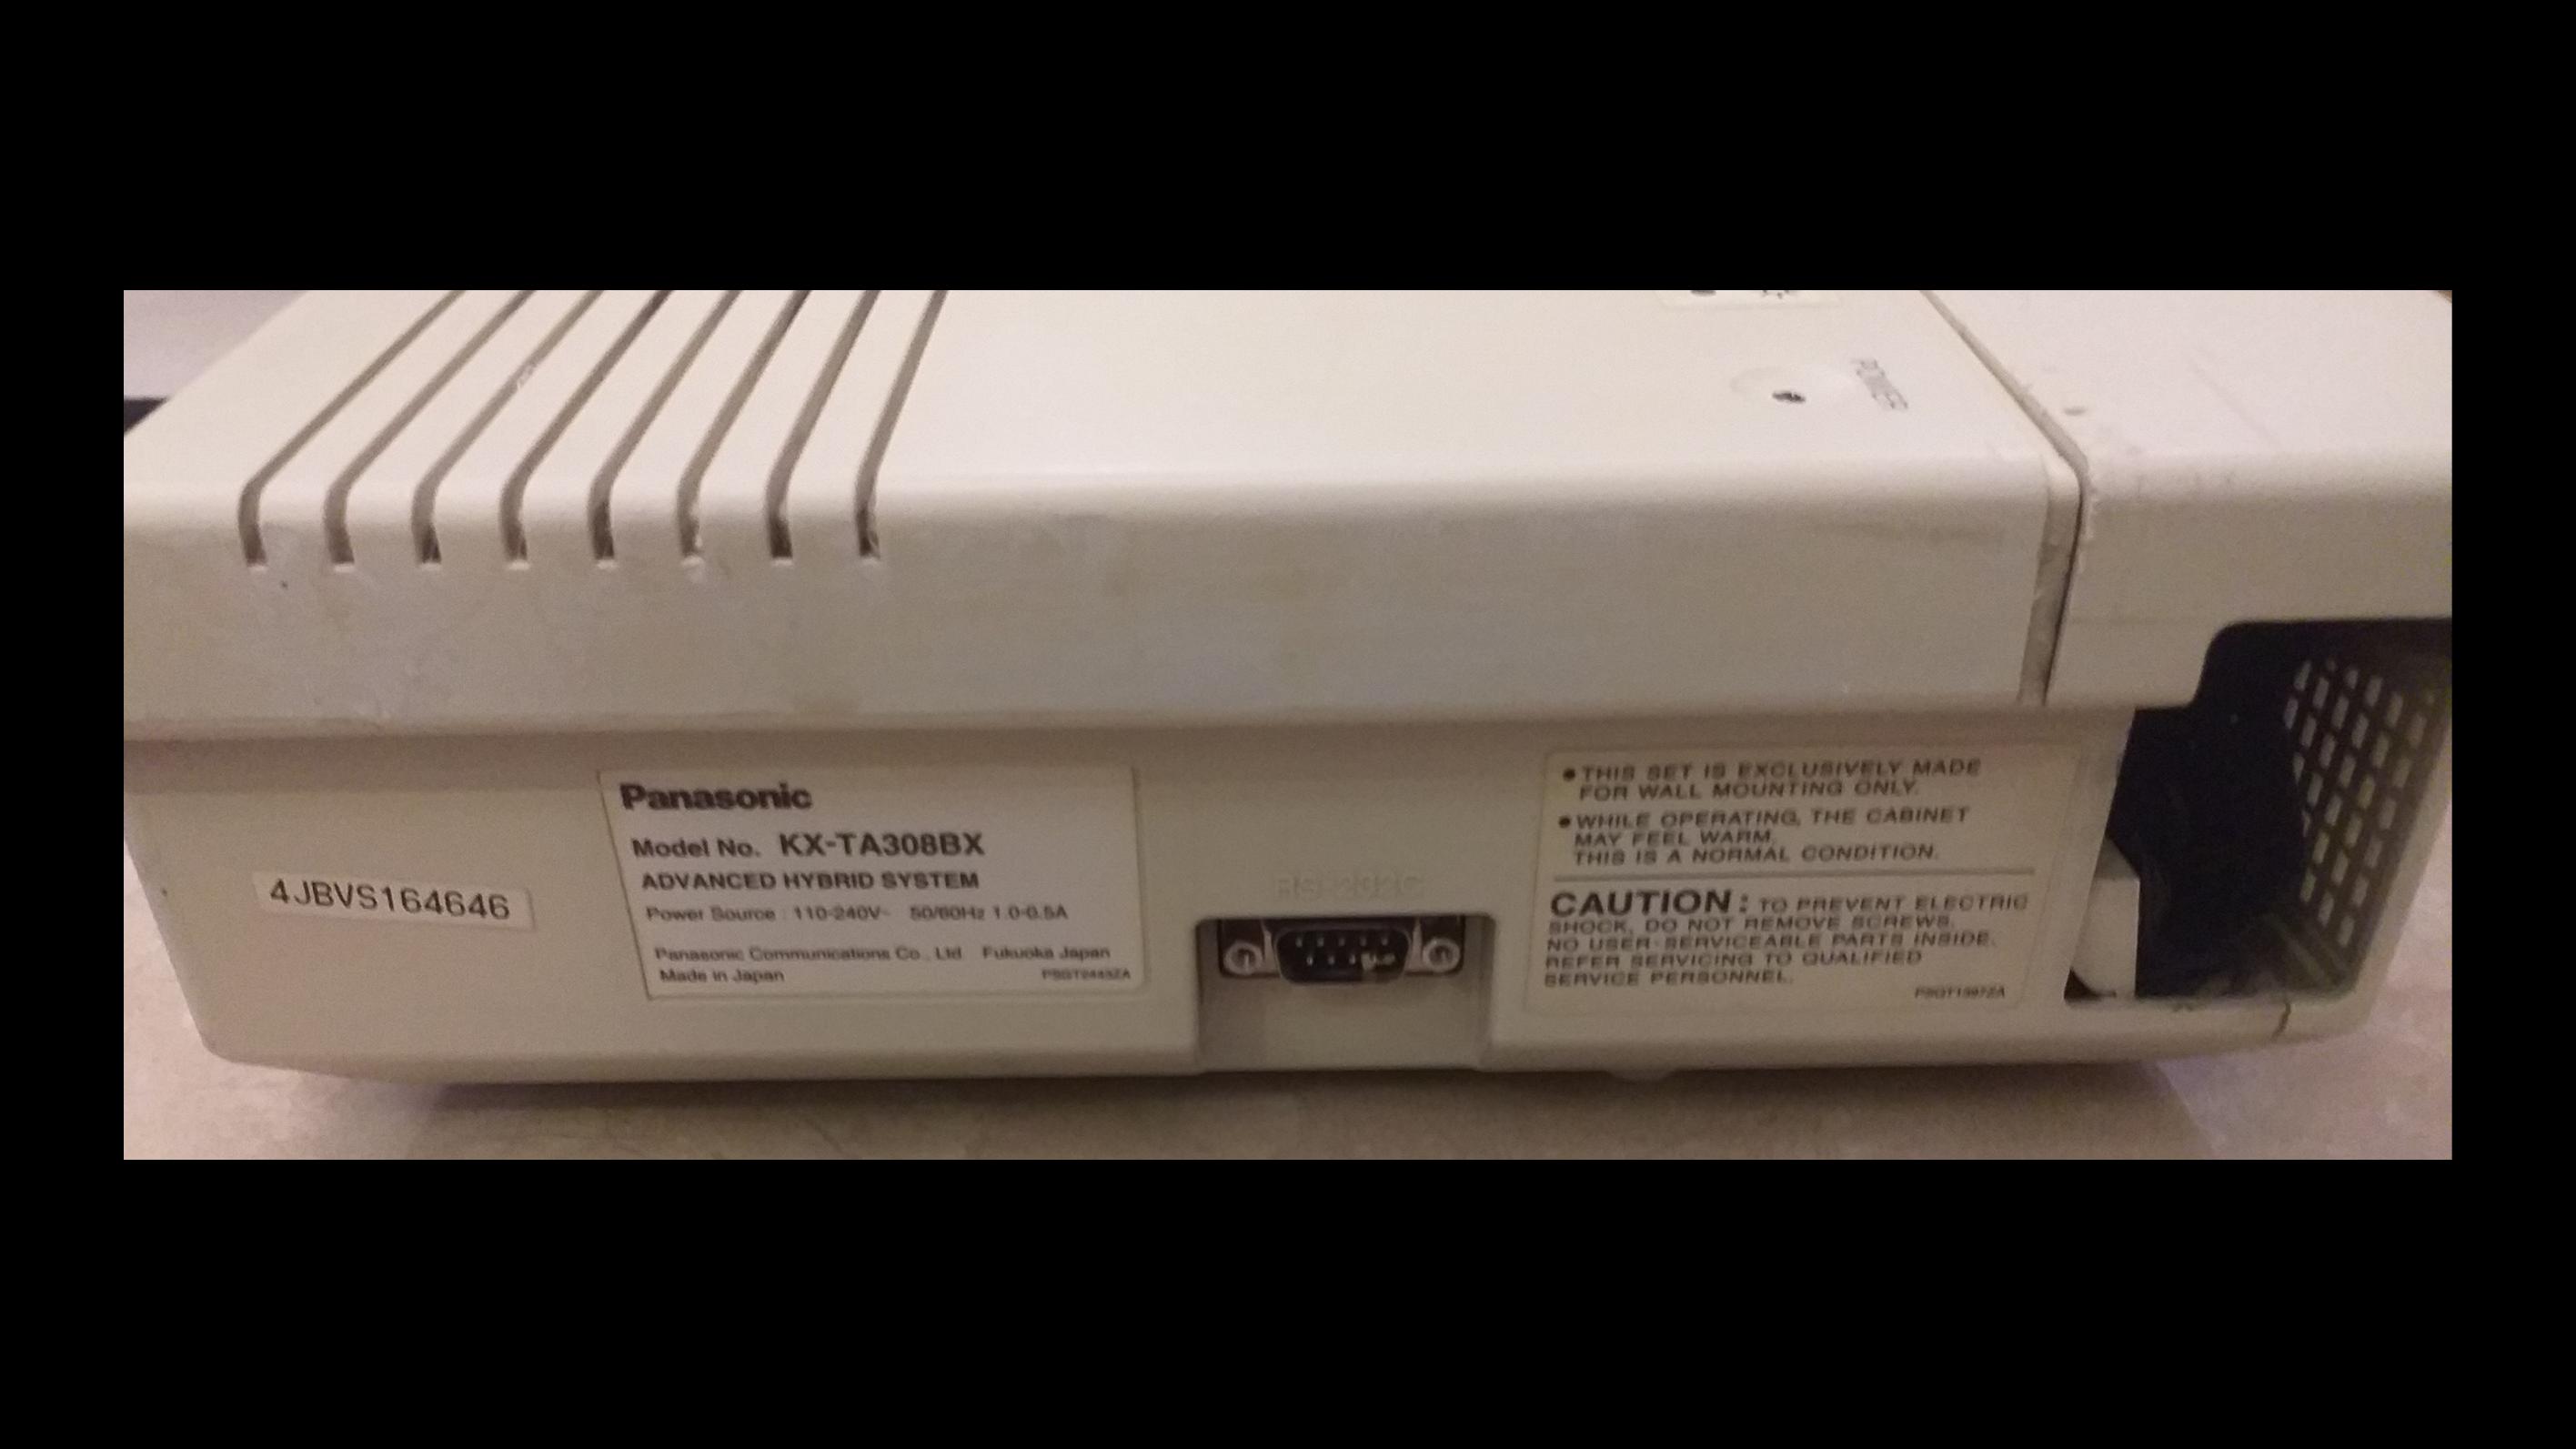 POWER
4JBVS164646
Panasonic
Model No. KX-TA308BX
ADVANCED HYBRID SYSTEM
Power Source : 110-240V~ 50/60Hz 1.0-0.5A
Panasonic Communications Co., Ltd. Fukuoka Japan
Made in Japan
● THIS SET IS EXCLUSIVELY MADE
FOR WALL MOUNTING ONLY.
● WHILE OPERATING, THE CABINET
MAY FEEL WARM.
THIS IS A NORMAL CONDITION.
CAUTION : TO PREVENT ELECTRIC
SHOCK, DO NOT REMOVE SCREWS.
NO USER-SERVICEABLE PARTS INSIDE.
REFER SERVICING TO QUALIFIED
SERVICE PERSONNEL.